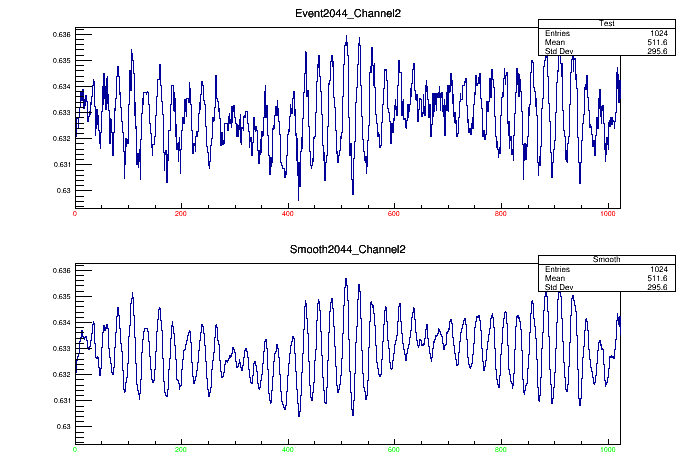 Event2044_Channel2
Test
Entries 1024
Mean 511.6
Std Dev 295.6
0.636
0.635
0.634
0.633
0.632
0.631
0.63
0 200 400 600 800 1000
Smooth2044_Channel2
Smooth
Entries 1024
Mean 511.6
Std Dev 295.6
0.636
0.635
0.634
0.633
0.632
0.631
0.63
0 200 400 600 800 1000